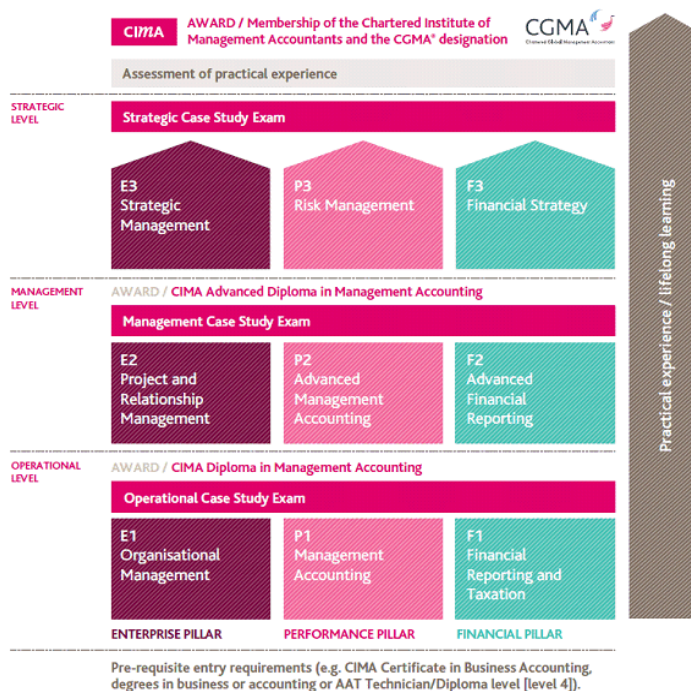 CIMA
AWARD / Membership of the Chartered Institute of
Management Accountants and the CGMA® designation
CGMA
Chartered Global Management Accountant
Assessment of practical experience
STRATEGIC
LEVEL
Strategic Case Study Exam
E3
Strategic
Management
P3
Risk Management
F3
Financial Strategy
MANAGEMENT
LEVEL
AWARD / CIMA Advanced Diploma in Management Accounting
Management Case Study Exam
E2
Project and
Relationship
Management
P2
Advanced
Management
Accounting
F2
Advanced
Financial
Reporting
OPERATIONAL
LEVEL
AWARD / CIMA Diploma in Management Accounting
Operational Case Study Exam
E1
Organisational
Management
P1
Management
Accounting
F1
Financial
Reporting and
Taxation
ENTERPRISE PILLAR
PERFORMANCE PILLAR
FINANCIAL PILLAR
Practical experience / lifelong learning
Pre-requisite entry requirements (e.g. CIMA Certificate in Business Accounting,
degrees in business or accounting or AAT Technician/Diploma level [level 4]).